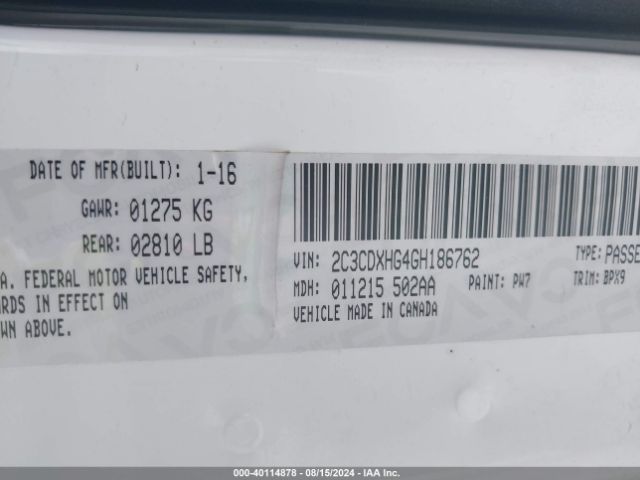 DATE OF MFR(BUILT): 1-16
GAWR: 01275 KG
REAR: 02810 LB
A. FEDERAL MOTOR VEHICLE SAFETY,
ARDS IN EFFECT ON
WN ABOVE.
VIN: 2C3CDXHG4GH186762
TYPE: PASSE
MDH: 011215 502AA
PAINT: PW7
TRIM: BPX9
VEHICLE MADE IN CANADA
000-40114878 - 08/15/2024 - IAA Inc.